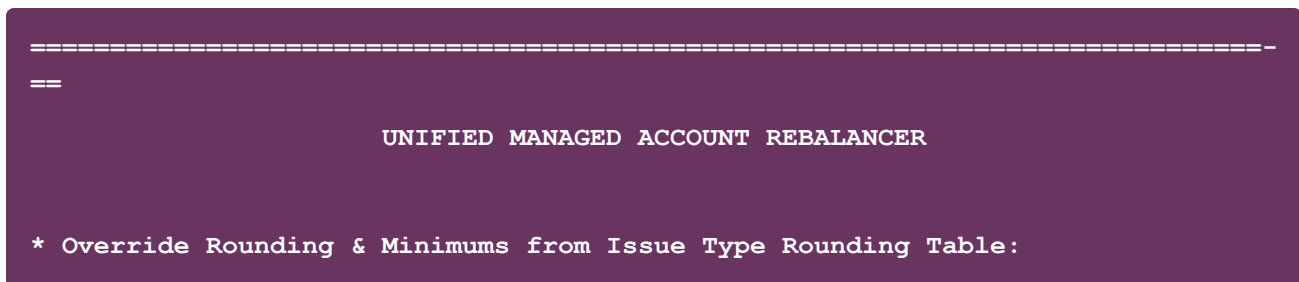 ==============================================================================-
==
UNIFIED MANAGED ACCOUNT REBALANCER
* Override Rounding & Minimums from Issue Type Rounding Table: